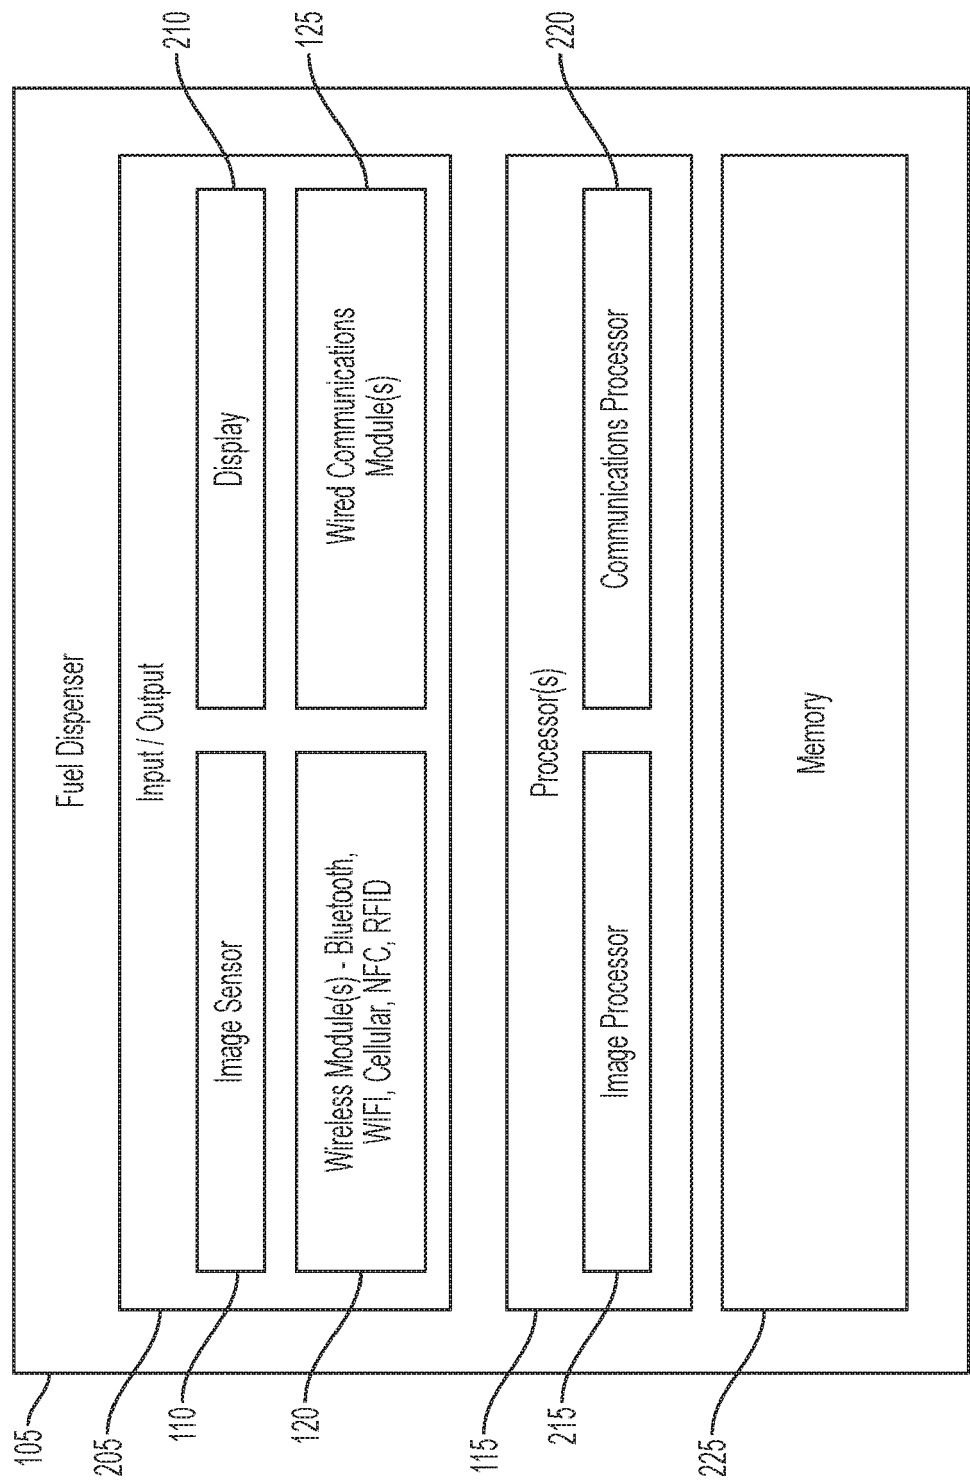 Fuel Dispenser
105
Input / Output
205
Image Sensor
110
Display
210
Wireless Module(s) - Bluetooth,
WIFI, Cellular, NFC, RFID
120
Wired Communications
Module(s)
125
Processor(s)
115
Image Processor
215
Communications Processor
220
Memory
225